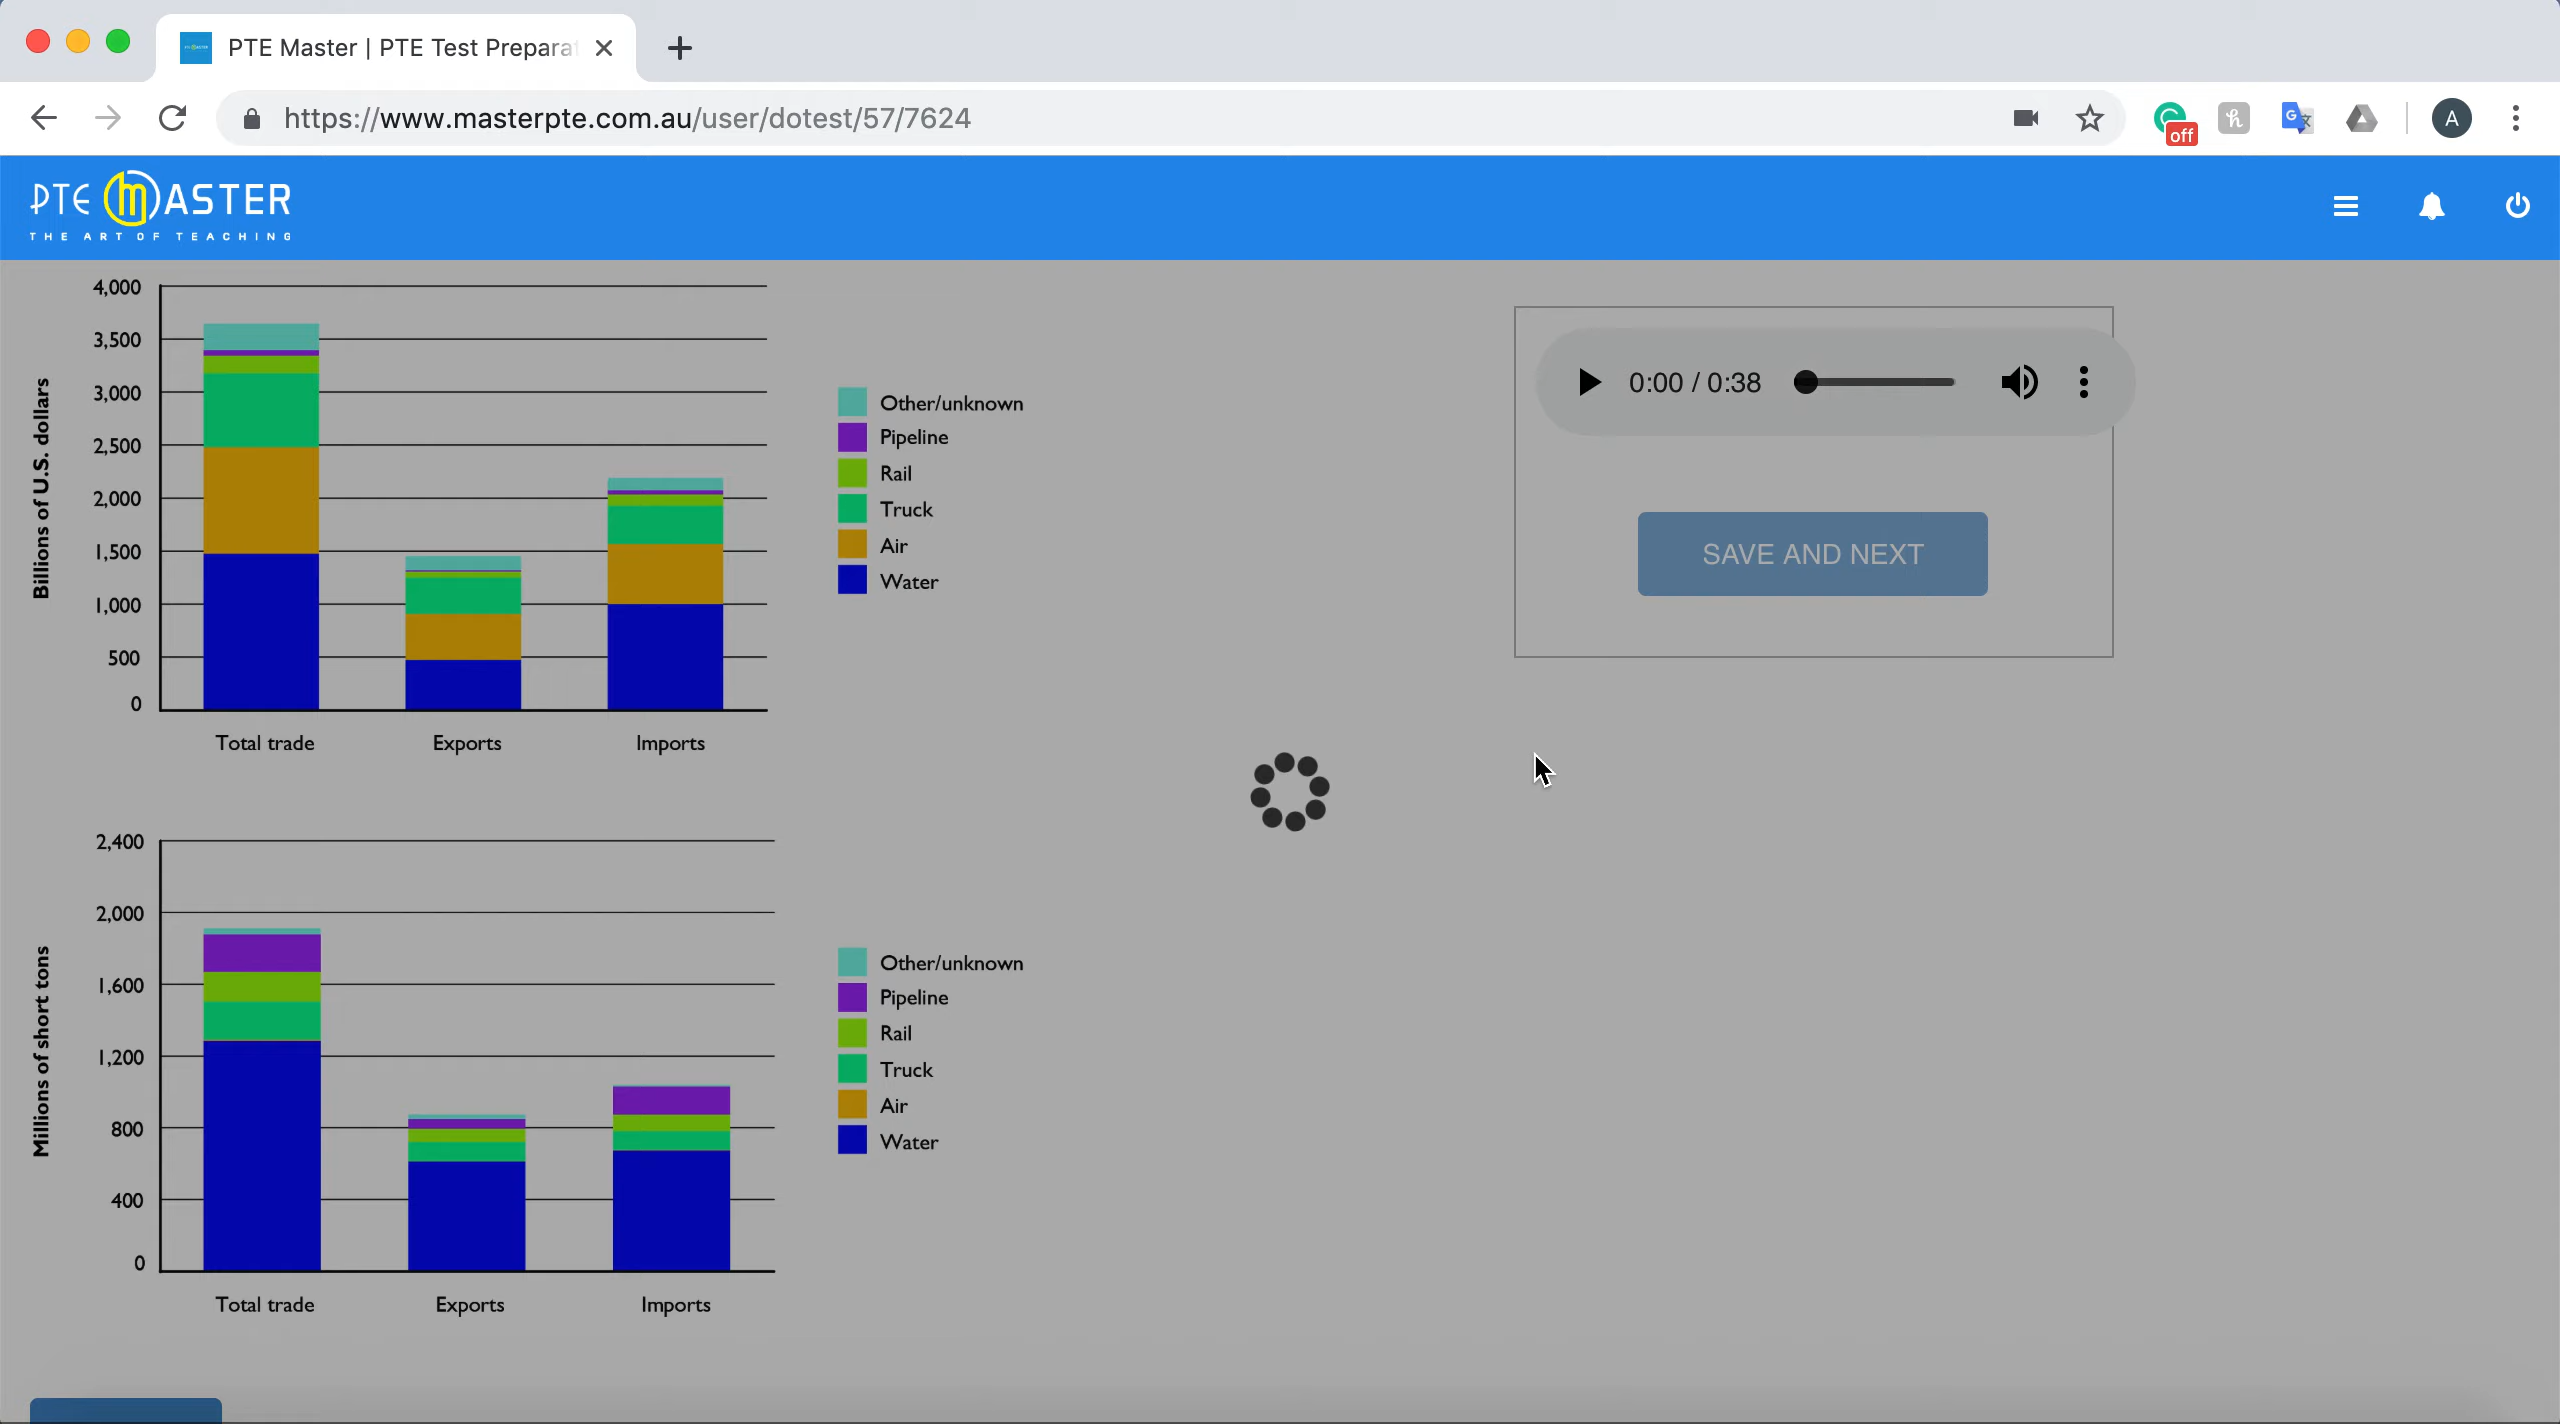 PTE Master | PTE Test Preparat
https://www.masterpte.com.au/user/dotest/57/7624
off
A
PTE MASTER
THE ART OF TEACHING
Billions of U.S. dollars
4,000
3,500
3,000
2,500
2,000
1,500
1,000
500
0
Total trade
Exports
Imports
Other/unknown
Pipeline
Rail
Truck
Air
Water
0:00 / 0:38
SAVE AND NEXT
Millions of short tons
2,400
2,000
1,600
1,200
800
400
0
Total trade
Exports
Imports
Other/unknown
Pipeline
Rail
Truck
Air
Water